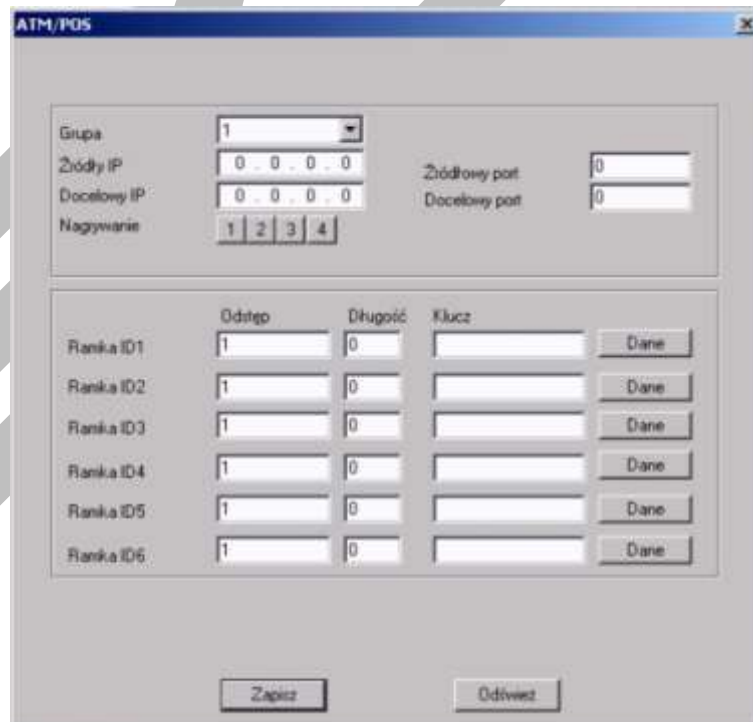 ATM/POS
Grupa 1
Źródły IP 0 . 0 . 0 . 0 Źródłowy port 0
Docelowy IP 0 . 0 . 0 . 0 Docelowy port 0
Nagrywanie 1 2 3 4
Odstęp Długość Klucz
Ramka ID1 1 0 Dane
Ramka ID2 1 0 Dane
Ramka ID3 1 0 Dane
Ramka ID4 1 0 Dane
Ramka ID5 1 0 Dane
Ramka ID6 1 0 Dane
Zapisz Odśwież